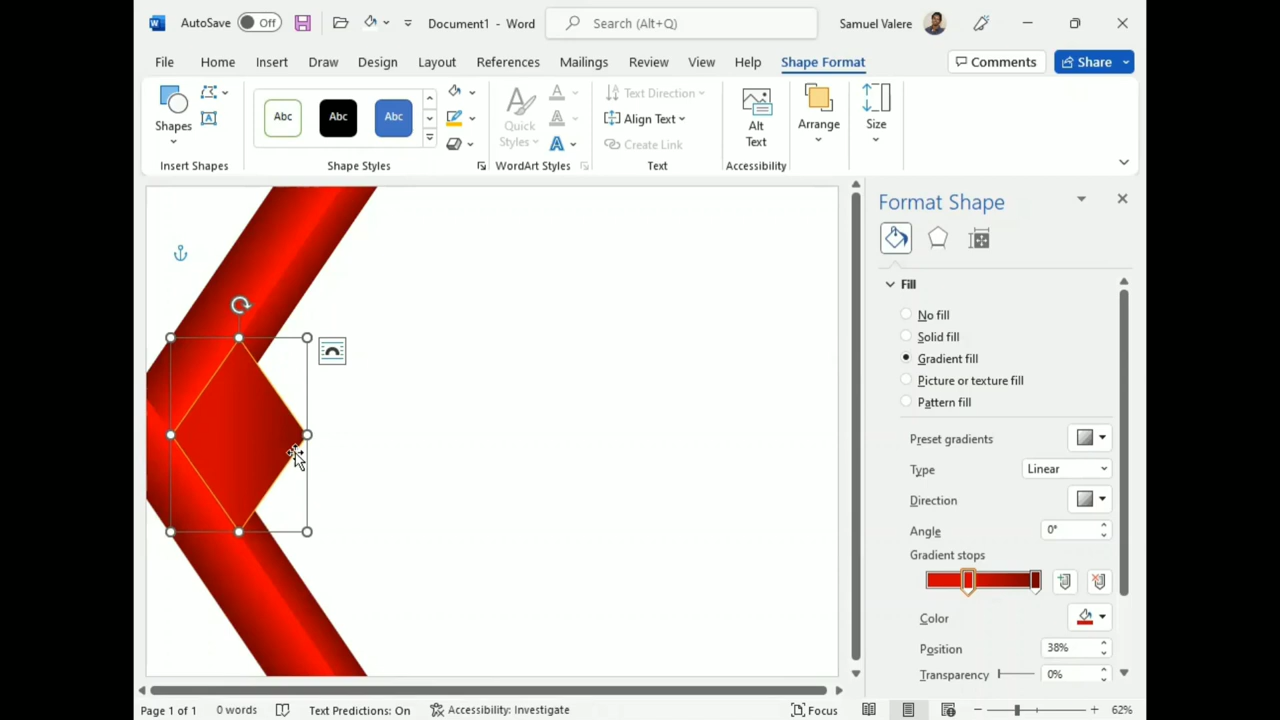 AutoSave Off Document1 - Word Search (Alt+Q) Samuel Valere
File Home Insert Draw Design Layout References Mailings Review View Help Shape Format Comments Share
Shapes
Insert Shapes
Abc Abc Abc
Shape Styles
Quick
Styles
WordArt Styles
Text Direction
Align Text
Create Link
Text
Alt
Text
Accessibility
Arrange
Size
Format Shape
Fill
No fill
Solid fill
Gradient fill
Picture or texture fill
Pattern fill
Preset gradients
Type Linear
Direction
Angle 0°
Gradient stops
Color
Position 38%
Transparency 0%
Page 1 of 1 0 words Text Predictions: On Accessibility: Investigate Focus 62%